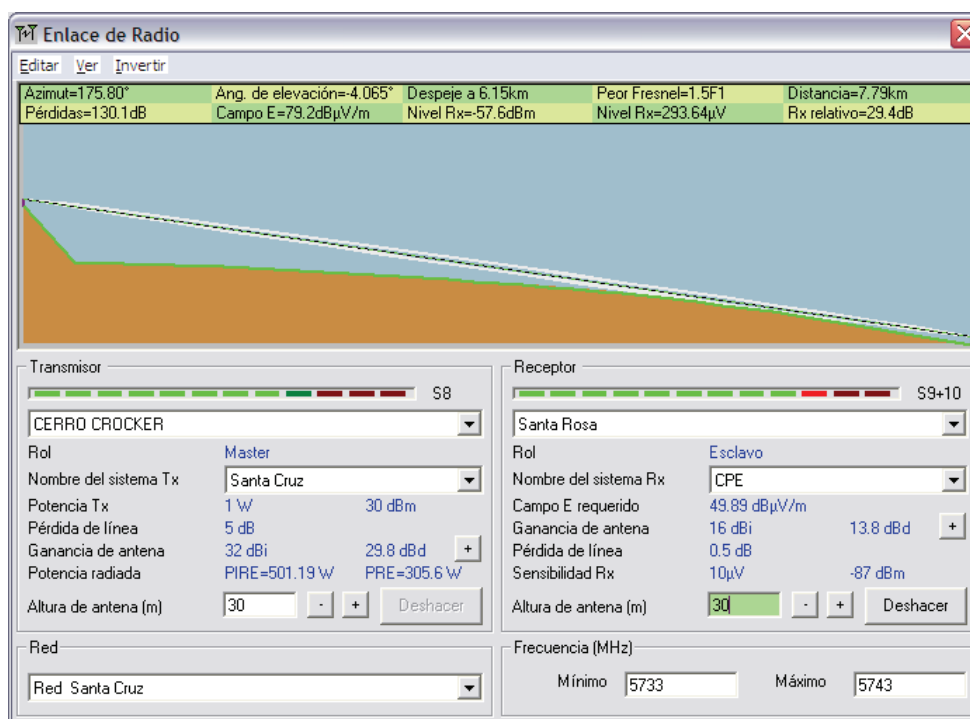 Enlace de Radio
Editar Ver Invertir
Azimut=175.80° Ang. de elevación=-4.065° Despeje a 6.15km Peor Fresnel=1.5F1 Distancia=7.79km
Pérdidas=130.1dB Campo E=79.2dBµV/m Nivel Rx=-57.6dBm Nivel Rx=293.64µV Rx relativo=29.4dB
Transmisor
S8
CERRO CROCKER
Rol Master
Nombre del sistema Tx Santa Cruz
Potencia Tx 1 W 30 dBm
Pérdida de línea 5 dB
Ganancia de antena 32 dBi 29.8 dBd +
Potencia radiada PIRE=501.19 W PRE=305.6 W
Altura de antena (m) 30 - + Deshacer
Red
Red Santa Cruz
Receptor
S9+10
Santa Rosa
Rol Esclavo
Nombre del sistema Rx CPE
Campo E requerido 49.89 dBµV/m
Ganancia de antena 16 dBi 13.8 dBd +
Pérdida de línea 0.5 dB
Sensibilidad Rx 10µV -87 dBm
Altura de antena (m) 30 - + Deshacer
Frecuencia (MHz)
Mínimo 5733 Máximo 5743